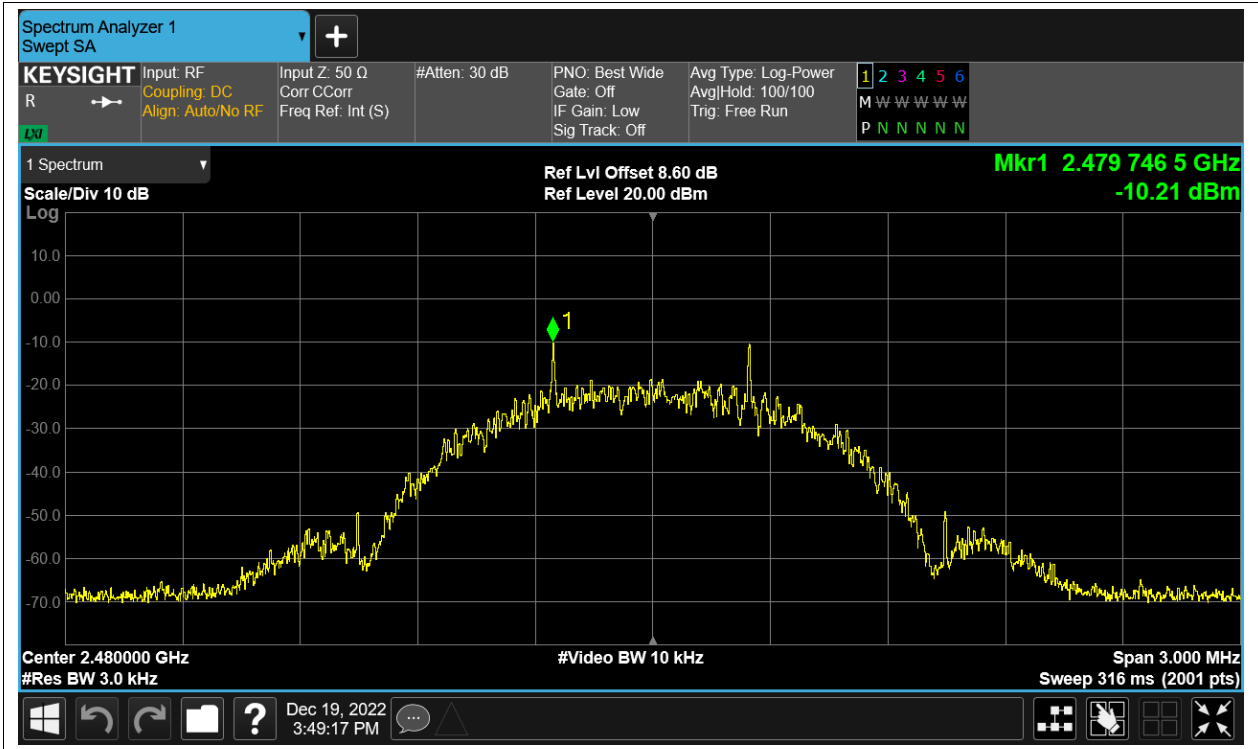 Spectrum Analyzer 1
Swept SA
KEYSIGHT
R
LXI
Input: RF
Coupling: DC
Align: Auto/No RF
Input Z: 50 Ω
Corr CCorr
Freq Ref: Int (S)
#Atten: 30 dB
PNO: Best Wide
Gate: Off
IF Gain: Low
Sig Track: Off
Avg Type: Log-Power
Avg|Hold: 100/100
Trig: Free Run
1 2 3 4 5 6
M W W W W W
P N N N N N
1 Spectrum
Scale/Div 10 dB
Log
Ref Lvl Offset 8.60 dB
Ref Level 20.00 dBm
Mkr1 2.479 746 5 GHz
-10.21 dBm
10.0
0.00
-10.0
-20.0
-30.0
-40.0
-50.0
-60.0
-70.0
1
Center 2.480000 GHz
#Res BW 3.0 kHz
#Video BW 10 kHz
Span 3.000 MHz
Sweep 316 ms (2001 pts)
?
Dec 19, 2022
3:49:17 PM